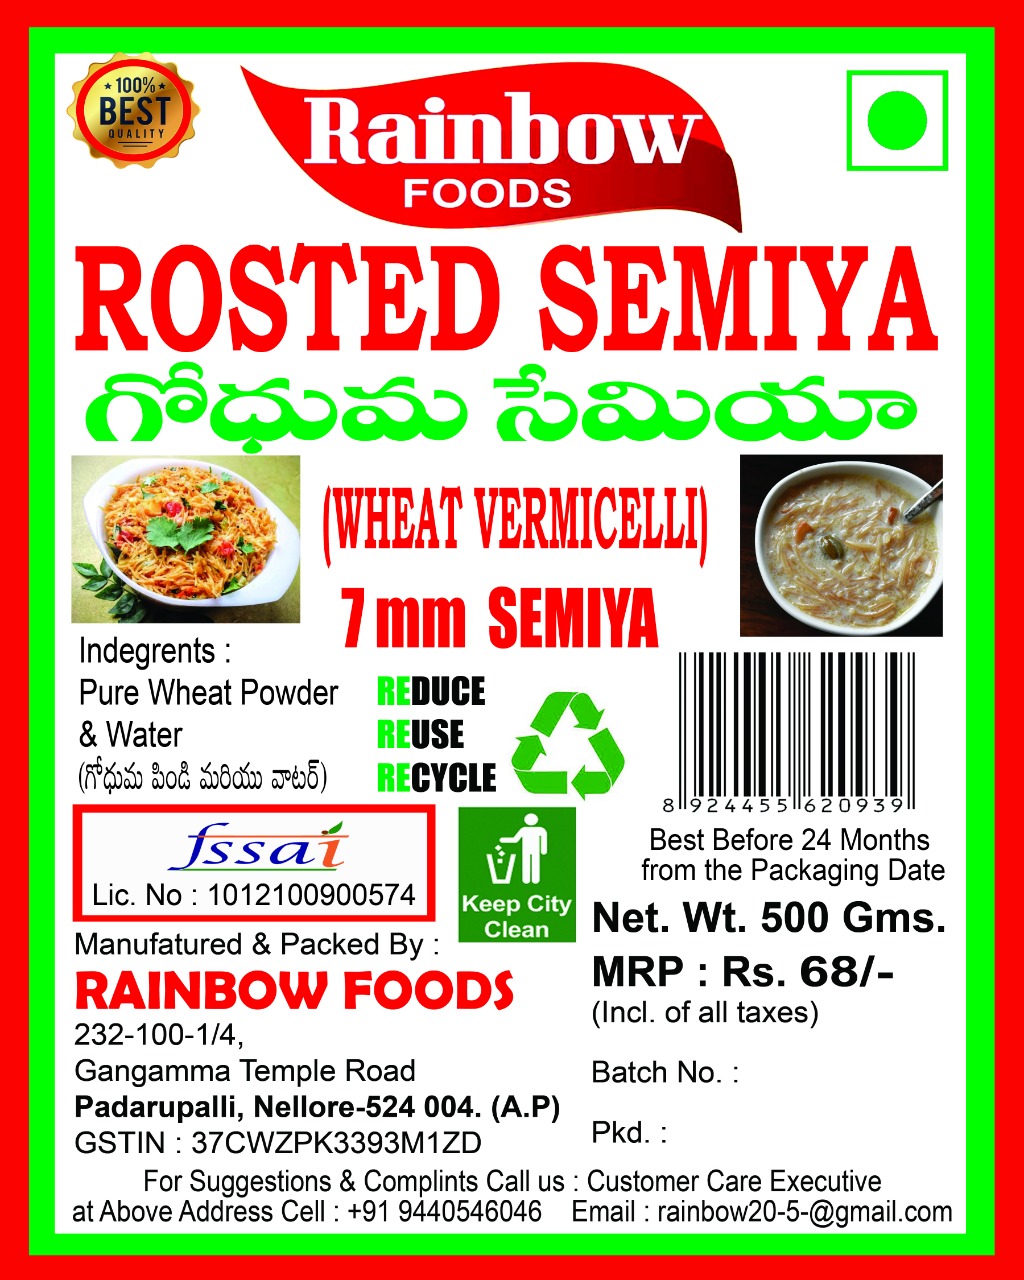 100%
BEST
QUALITY
Rainbow
FOODS
ROSTED SEMIYA
గోధుమ సేమియా
(WHEAT VERMICELLI)
7 mm SEMIYA
Indegrents :
Pure Wheat Powder
& Water
(గోధుమ పిండి మరియు వాటర్)
REDUCE
REUSE
RECYCLE
8 924455 620939
fssai
Lic. No : 1012100900574
Keep City
Clean
Best Before 24 Months
from the Packaging Date
Net. Wt. 500 Gms.
MRP : Rs. 68/-
(Incl. of all taxes)
Batch No. :
Pkd. :
Manufatured & Packed By :
RAINBOW FOODS
232-100-1/4,
Gangamma Temple Road
Padarupalli, Nellore-524 004. (A.P)
GSTIN : 37CWZPK3393M1ZD
For Suggestions & Complints Call us : Customer Care Executive
at Above Address Cell : +91 9440546046 Email : rainbow20-5-@gmail.com